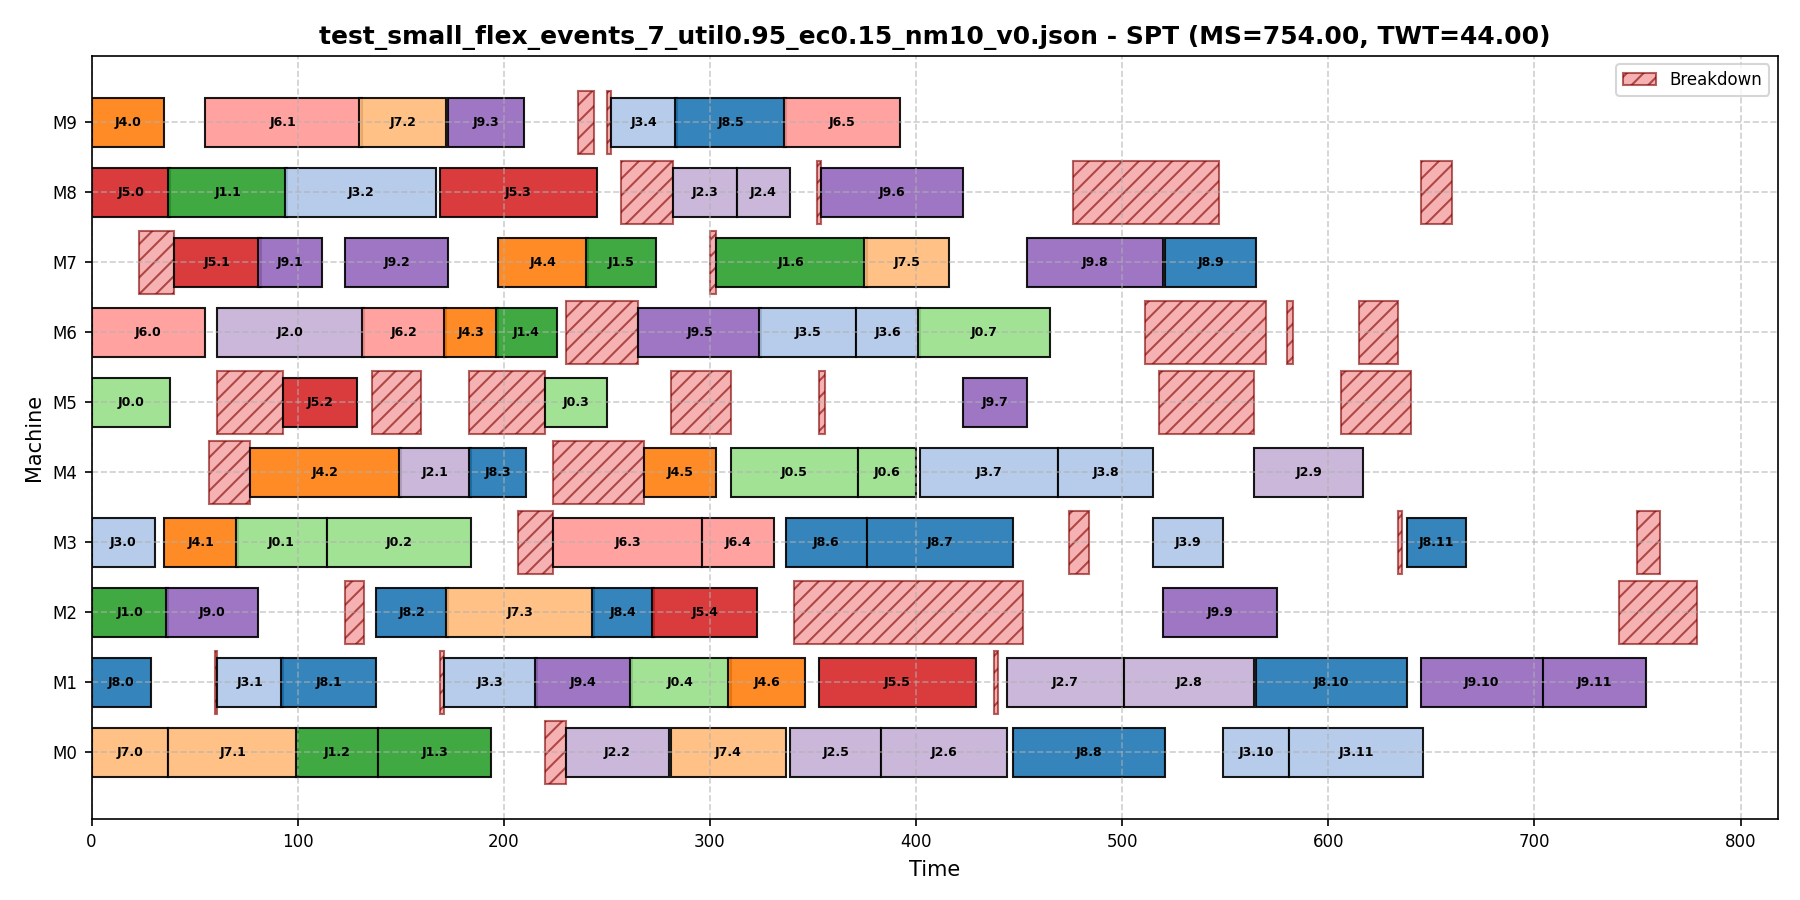 test_small_flex_events_7_util0.95_ec0.15_nm10_v0.json - SPT (MS=754.00, TWT=44.00)
Breakdown
Machine
M9 J4.0 J6.1 J7.2 J9.3 J3.4 J8.5 J6.5
M8 J5.0 J1.1 J3.2 J5.3 J2.3 J2.4 J9.6
M7 J5.1 J9.1 J9.2 J4.4 J1.5 J1.6 J7.5 J9.8 J8.9
M6 J6.0 J2.0 J6.2 J4.3 J1.4 J9.5 J3.5 J3.6 J0.7
M5 J0.0 J5.2 J0.3 J9.7
M4 J4.2 J2.1 J8.3 J4.5 J0.5 J0.6 J3.7 J3.8 J2.9
M3 J3.0 J4.1 J0.1 J0.2 J6.3 J6.4 J8.6 J8.7 J3.9 J8.11
M2 J1.0 J9.0 J8.2 J7.3 J8.4 J5.4 J9.9
M1 J8.0 J3.1 J8.1 J3.3 J9.4 J0.4 J4.6 J5.5 J2.7 J2.8 J8.10 J9.10 J9.11
M0 J7.0 J7.1 J1.2 J1.3 J2.2 J7.4 J2.5 J2.6 J8.8 J3.10 J3.11
0 100 200 300 400 500 600 700 800
Time